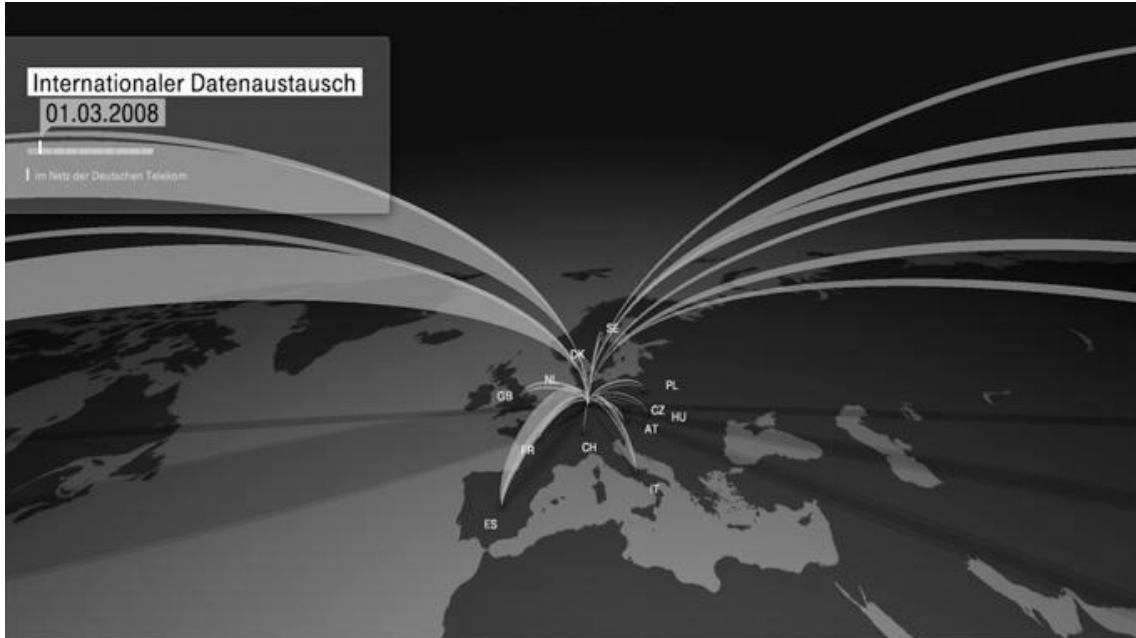 Internationaler Datenaustausch
01.03.2008
im Netz der Deutschen Telekom
SE
DK
NL
PL
GB
CZ
HU
AT
CH
FR
IT
ES